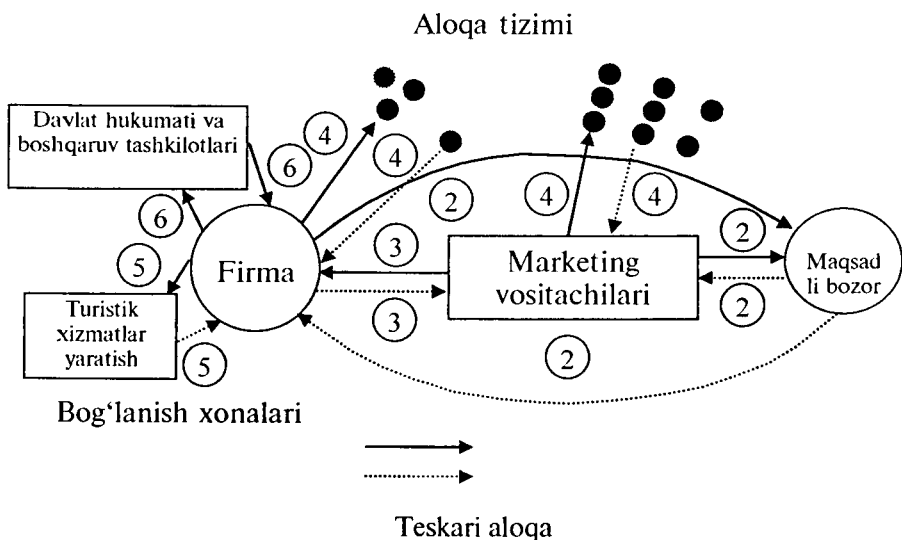 Aloqa tizimi
Davlat hukumati va
boshqaruv tashkilotlari
4
6
4
2
4
4
6
5
3
2
Firma
Marketing
vositachilari
Maqsad
li bozor
Turistik
xizmatlar
yaratish
3
2
5
2
Bog‘lanish xonalari
Teskari aloqa